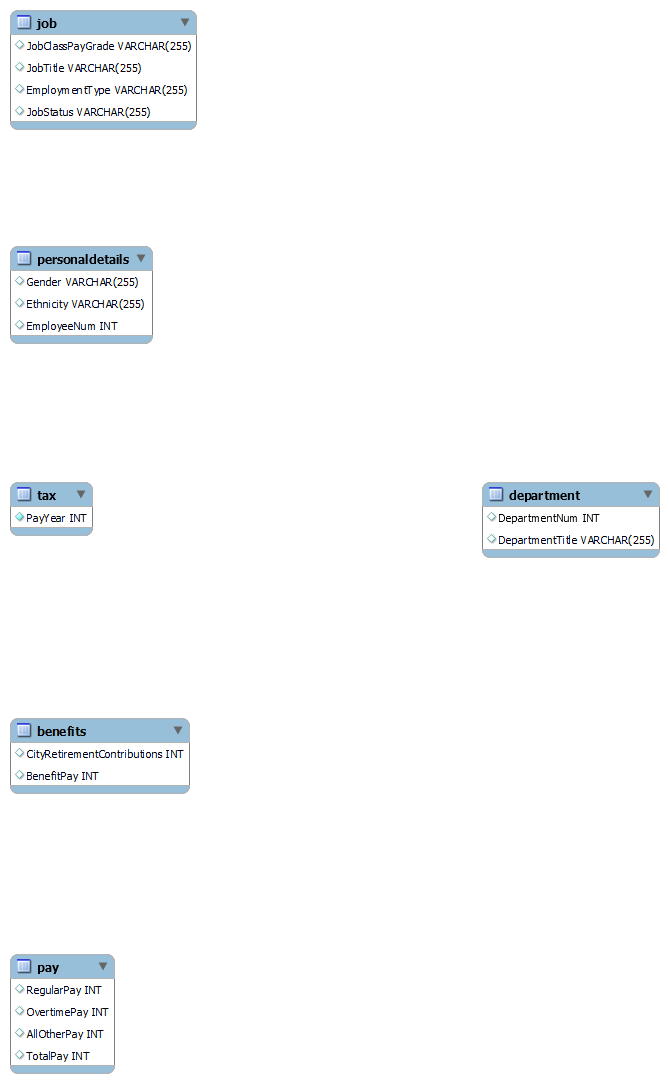 job
JobClassPayGrade VARCHAR(255)
JobTitle VARCHAR(255)
EmploymentType VARCHAR(255)
JobStatus VARCHAR(255)
personaldetails
Gender VARCHAR(255)
Ethnicity VARCHAR(255)
EmployeeNum INT
tax
PayYear INT
department
DepartmentNum INT
DepartmentTitle VARCHAR(255)
benefits
CityRetirementContributions INT
BenefitPay INT
pay
RegularPay INT
OvertimePay INT
AllOtherPay INT
TotalPay INT